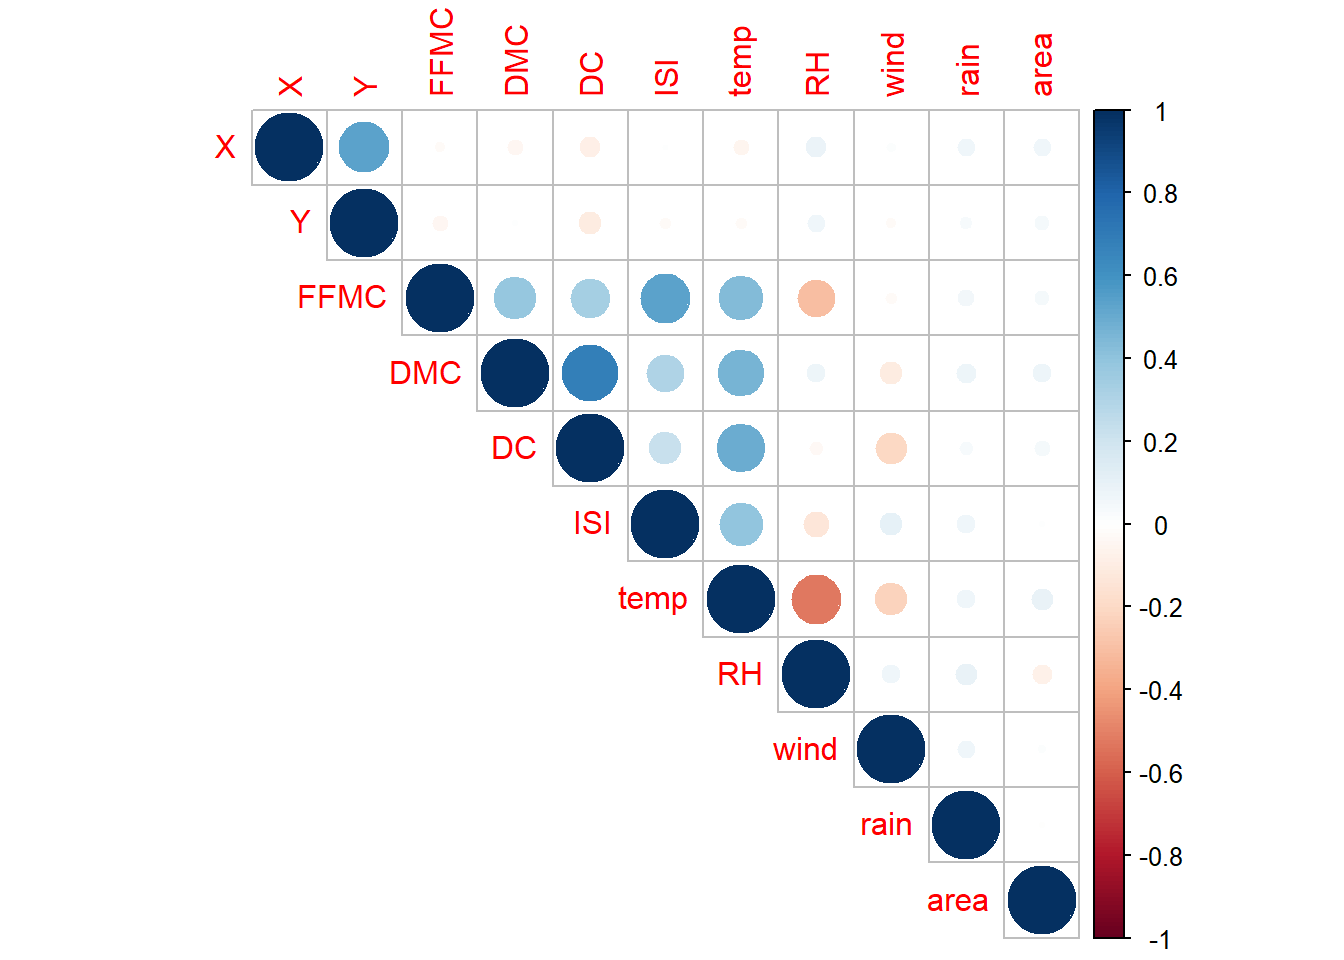 X
Y
FFMC
DMC
DC
ISI
temp
RH
wind
rain
area
X
Y
FFMC
DMC
DC
ISI
temp
RH
wind
rain
area
1
0.8
0.6
0.4
0.2
0
-0.2
-0.4
-0.6
-0.8
-1